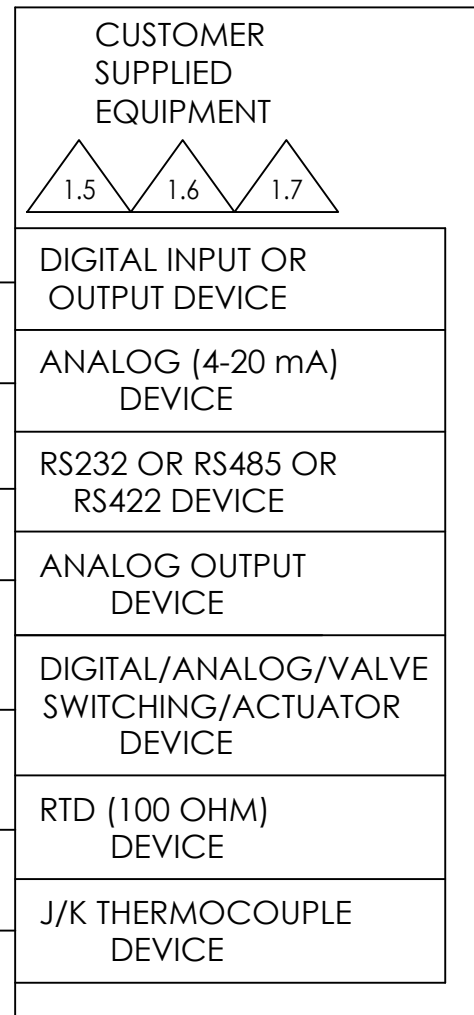 CUSTOMER
SUPPLIED
EQUIPMENT
1.5 1.6 1.7
DIGITAL INPUT OR
OUTPUT DEVICE
ANALOG (4-20 mA)
DEVICE
RS232 OR RS485 OR
RS422 DEVICE
ANALOG OUTPUT
DEVICE
DIGITAL/ANALOG/VALVE
SWITCHING/ACTUATOR
DEVICE
RTD (100 OHM)
DEVICE
J/K THERMOCOUPLE
DEVICE